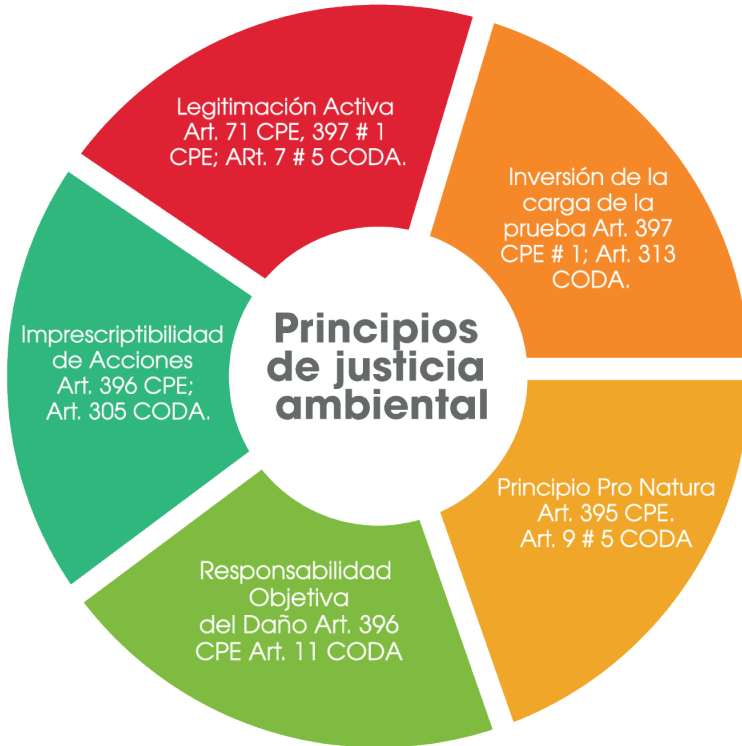 Legitimación Activa
Art. 71 CPE, 397 # 1
CPE; ARt. 7 # 5 CODA.
Inversión de la
carga de la
prueba Art. 397
CPE # 1; Art. 313
CODA.
Imprescriptibilidad
de Acciones
Art. 396 CPE;
Art. 305 CODA.
Principios
de justicia
ambiental
Principio Pro Natura
Art. 395 CPE.
Art. 9 # 5 CODA
Responsabilidad
Objetiva
del Daño Art. 396
CPE Art. 11 CODA